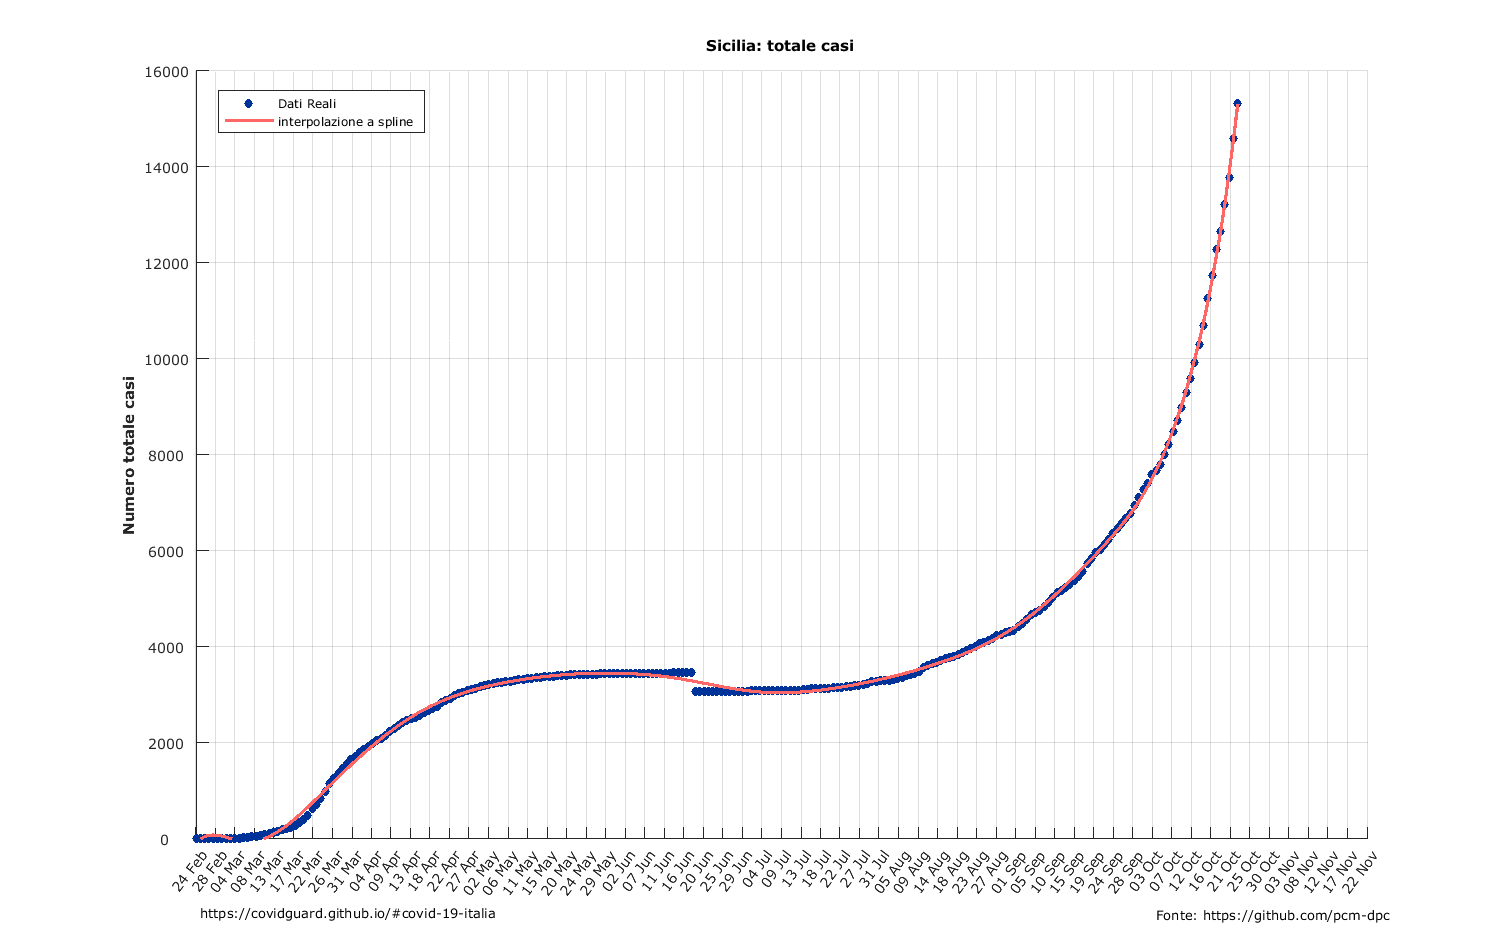 Sicilia: totale casi
Dati Reali
interpolazione a spline
Numero totale casi
16000
14000
12000
10000
8000
6000
4000
2000
0
24 Feb
28 Feb
04 Mar
08 Mar
13 Mar
17 Mar
22 Mar
26 Mar
31 Mar
04 Apr
09 Apr
13 Apr
18 Apr
22 Apr
27 Apr
02 May
06 May
11 May
15 May
20 May
24 May
29 May
02 Jun
07 Jun
11 Jun
16 Jun
20 Jun
25 Jun
29 Jun
04 Jul
09 Jul
13 Jul
18 Jul
22 Jul
27 Jul
31 Jul
05 Aug
09 Aug
14 Aug
18 Aug
23 Aug
27 Aug
01 Sep
05 Sep
10 Sep
15 Sep
19 Sep
24 Sep
28 Sep
03 Oct
07 Oct
12 Oct
16 Oct
21 Oct
25 Oct
30 Oct
03 Nov
08 Nov
12 Nov
17 Nov
22 Nov
https://covidguard.github.io/#covid-19-italia
Fonte: https://github.com/pcm-dpc